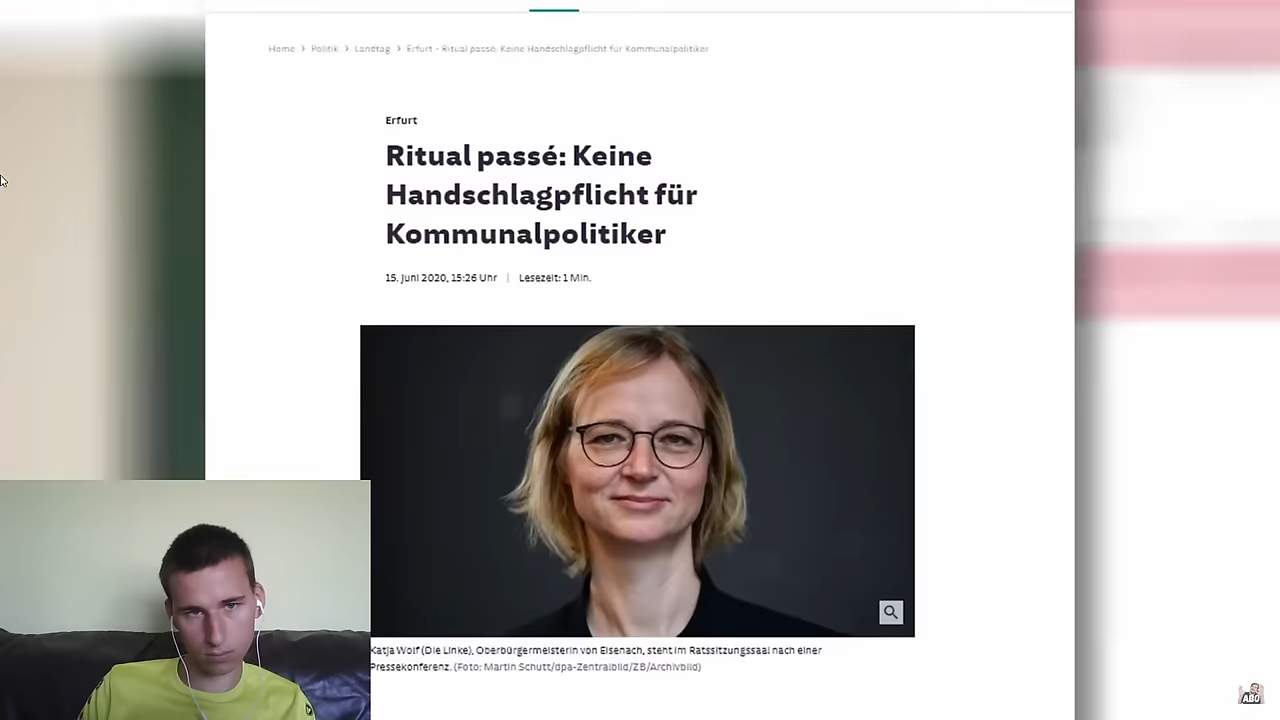 Home › Politik › Landtag › Erfurt - Ritual passé: Keine Handschlagpflicht für Kommunalpolitiker
Erfurt
Ritual passé: Keine
Handschlagpflicht für
Kommunalpolitiker
15. Juni 2020, 15:26 Uhr | Lesezeit: 1 Min.
Katja Wolf (Die Linke), Oberbürgermeisterin von Eisenach, steht im Ratssitzungssaal nach einer
Pressekonferenz. (Foto: Martin Schutt/dpa-Zentralbild/ZB/Archivbild)
ABO